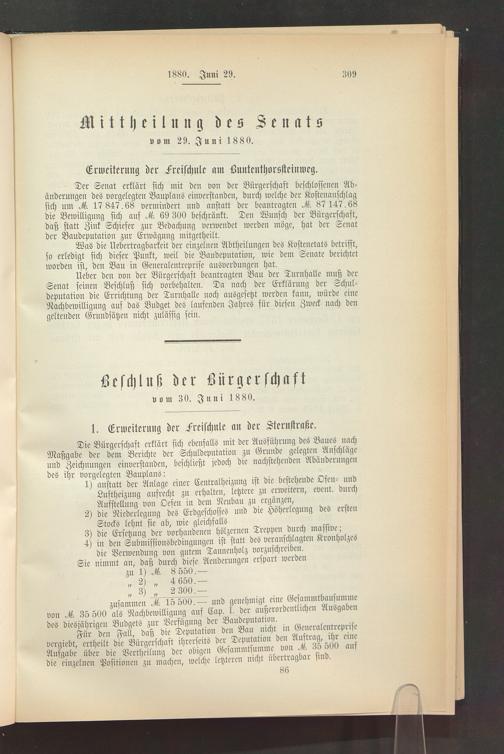 1880. Juni 29. 309
Mittheilung des Senats
vom 29. Juni 1880.
Erweiterung der Freischule am Buntenthorssteinweg.
Der Senat erklärt sich mit den von der Bürgerschaft beschlossenen Ab-
änderungen des vorgelegten Bauplans einverstanden, durch welche der Kostenanschlag
sich um M. 17 847.68 vermindert und anstatt der beantragten M. 87 147.68
die Bewilligung sich auf M. 69 300 beschränkt. Den Wunsch der Bürgerschaft,
daß statt Zink Schiefer zur Bedachung verwendet werden möge, hat der Senat
der Baudeputation zur Erwägung mitgetheilt.
Was die Uebertragbarkeit der einzelnen Abtheilungen des Kostenetats betrifft,
so erledigt sich dieser Punkt, weil die Baudeputation, wie dem Senate berichtet
worden ist, den Bau in Generalentreprise auszuverdungen hat.
Ueber den von der Bürgerschaft beantragten Bau der Turnhalle muß der
Senat seinen Beschluß sich vorbehalten. Da nach der Erklärung der Schul-
deputation die Errichtung der Turnhalle noch ausgesetzt werden kann, würde eine
Nachbewilligung auf das Budget des laufenden Jahres für diesen Zweck nach den
geltenden Grundsätzen nicht zulässig sein.
Beschluß der Bürgerschaft
vom 30. Juni 1880.
1. Erweiterung der Freischule an der Sternstraße.
Die Bürgerschaft erklärt sich ebenfalls mit der Ausführung des Baues nach
Maßgabe der dem Berichte der Schuldeputation zu Grunde gelegten Anschläge
und Zeichnungen einverstanden, beschließt jedoch die nachstehenden Abänderungen
des ihr vorgelegten Bauplans:
1) anstatt der Anlage einer Centralheizung ist die bestehende Ofen- und
Luftheizung aufrecht zu erhalten, letztere zu erweitern, event. durch
Aufstellung von Oefen in dem Neubau zu ergänzen,
2) die Niederlegung des Erdgeschosses und die Höherlegung des ersten
Stocks lehnt sie ab, wie gleichfalls
3) die Ersetzung der vorhandenen hölzernen Treppen durch massive;
4) in den Submissionsbedingungen ist statt des veranschlagten Kronholzes
die Verwendung von gutem Tannenholz vorzuschreiben.
Sie nimmt an, daß durch diese Aenderungen erspart werden
zu 1) M. 8 550.—
„ 2) „ 4 650.—
„ 3) „ 2 300.—
zusammen M. 15 500.— und genehmigt eine Gesammtbausumme
von M. 35 500 als Nachbewilligung auf Cap. I. der außerordentlichen Ausgaben
des diesjährigen Budgets zur Verfügung der Baudeputation.
Für den Fall, daß die Deputation den Bau nicht in Generalentreprise
vergiebt, ertheilt die Bürgerschaft ihrerseits der Deputation den Auftrag, ihr eine
Aufgabe über die Vertheilung der obigen Gesammtsumme von M. 35 500 auf
die einzelnen Positionen zu machen, welche letzteren nicht übertragbar sind.
86